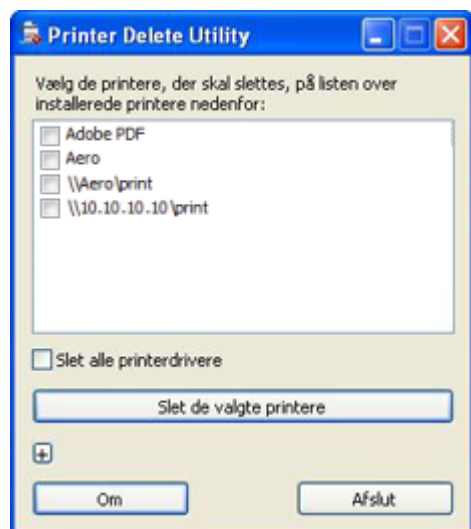 Printer Delete Utility
Vælg de printere, der skal slettes, på listen over
installerede printere nedenfor:
Adobe PDF
Aero
\\Aero\print
\\10.10.10.10\print
Slet alle printerdrivere
Slet de valgte printere
Om
Afslut